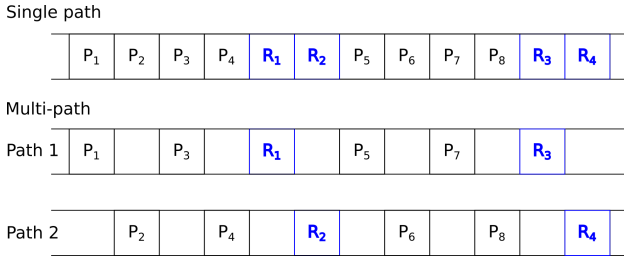 Single path
P₁ P₂ P₃ P₄ R₁ R₂ P₅ P₆ P₇ P₈ R₃ R₄
Multi-path
Path 1 P₁ P₃ R₁ P₅ P₇ R₃
Path 2 P₂ P₄ R₂ P₆ P₈ R₄